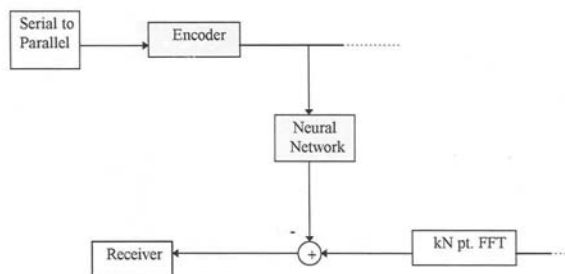 Serial to
Parallel
Encoder
Neural
Network
-
+
kN pt. FFT
Receiver